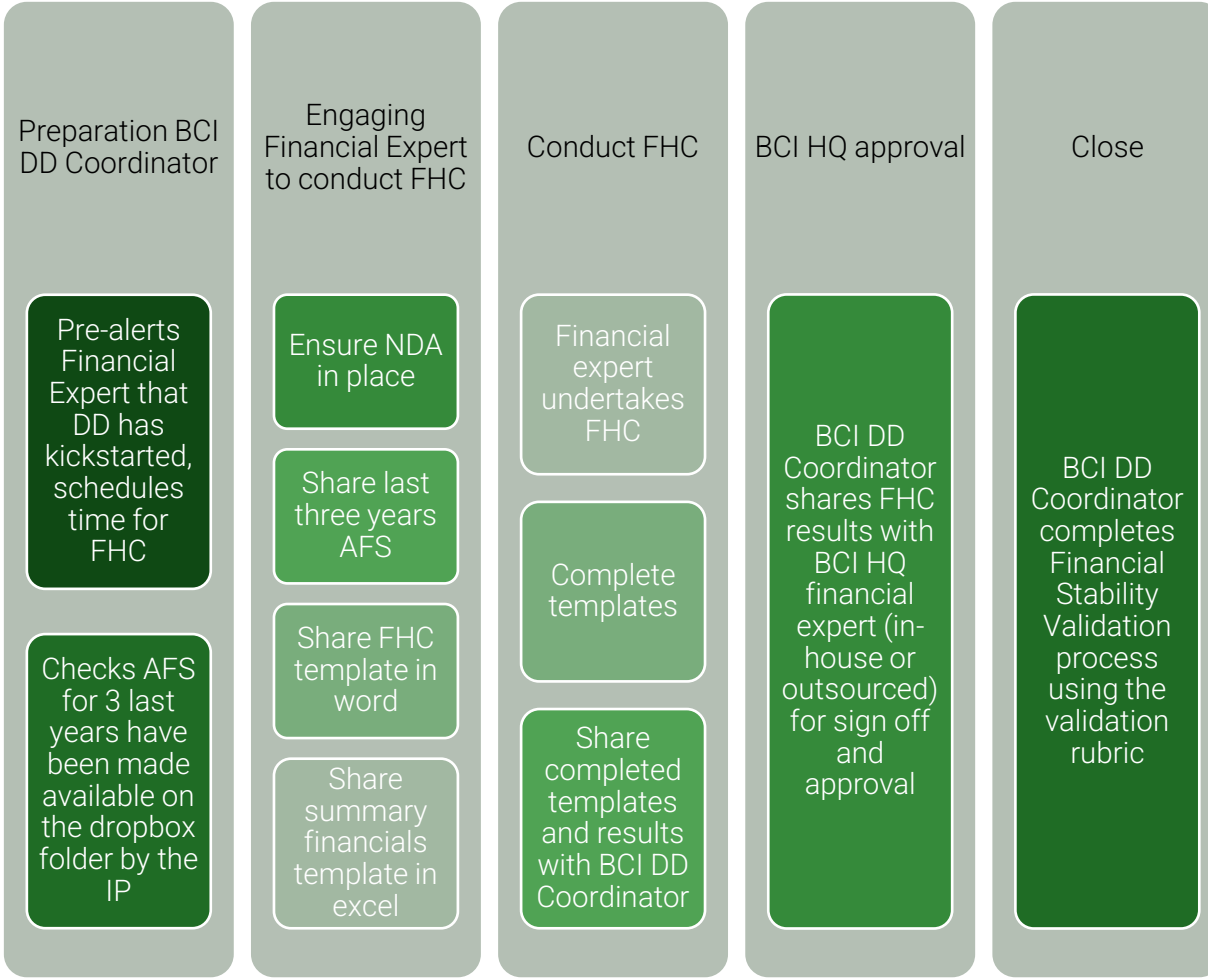 Preparation BCI
DD Coordinator
Pre-alerts
Financial
Expert that
DD has
kickstarted,
schedules
time for
FHC
Checks AFS
for 3 last
years have
been made
available on
the dropbox
folder by the
IP
Engaging
Financial Expert
to conduct FHC
Ensure NDA
in place
Share last
three years
AFS
Share FHC
template in
word
Share
summary
financials
template in
excel
Conduct FHC
Financial
expert
undertakes
FHC
Complete
templates
Share
completed
templates
and results
with BCI DD
Coordinator
BCI HQ approval
BCI DD
Coordinator
shares FHC
results with
BCI HQ
financial
expert (in-
house or
outsourced)
for sign off
and
approval
Close
BCI DD
Coordinator
completes
Financial
Stability
Validation
process
using the
validation
rubric